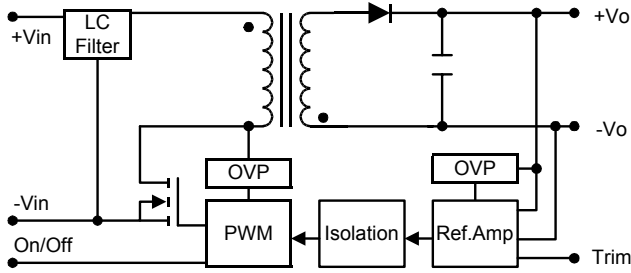 +Vin
LC
Filter
+Vo
-Vo
OVP
OVP
-Vin
On/Off
PWM
Isolation
Ref.Amp
Trim